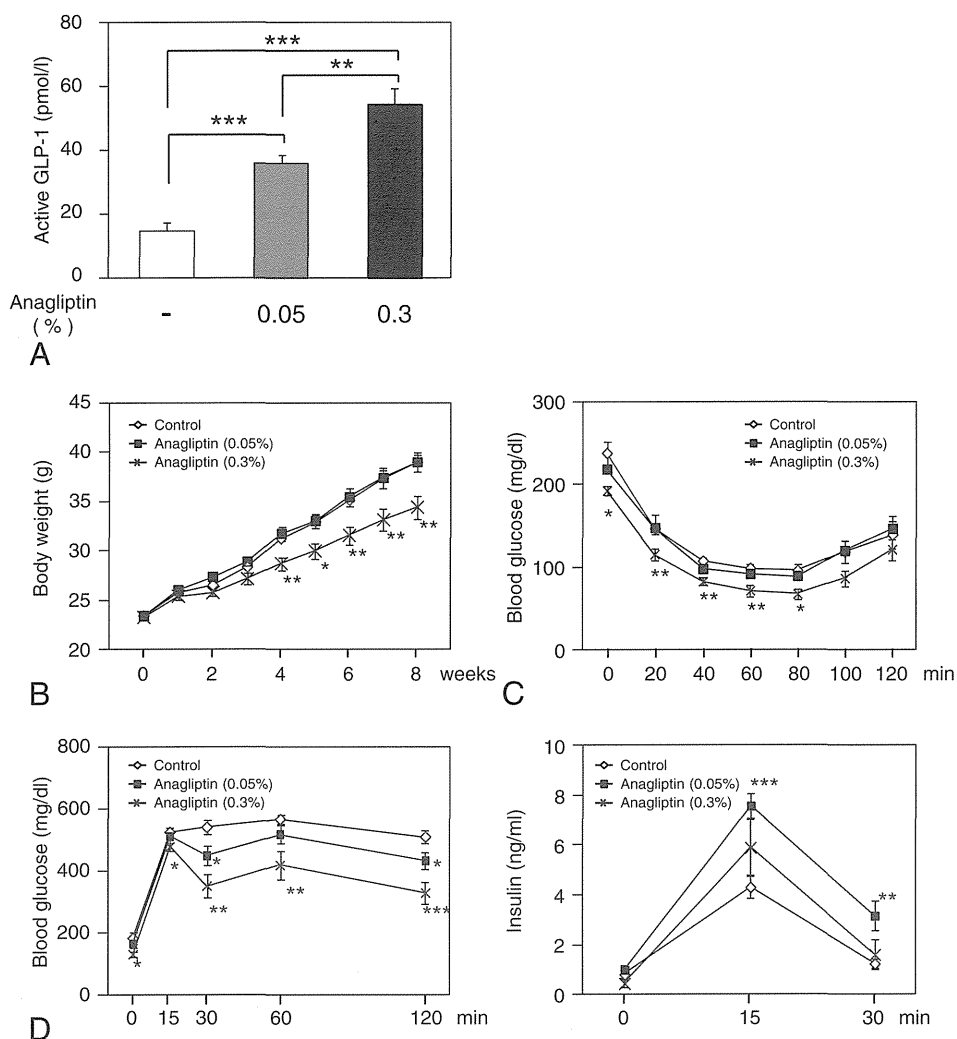 80
60
40
20
0
Active GLP-1 (pmol/l)
***
**
***
Anagliptin
( % )
-
0.05
0.3
A
45
40
35
30
25
20
Body weight (g)
Control
Anagliptin (0.05%)
Anagliptin (0.3%)
**
*
**
**
**
0 2 4 6 8 weeks
B
300
200
100
0
Blood glucose (mg/dl)
Control
Anagliptin (0.05%)
Anagliptin (0.3%)
*
**
**
**
*
0 20 40 60 80 100 120 min
C
800
600
400
200
0
Blood glucose (mg/dl)
Control
Anagliptin (0.05%)
Anagliptin (0.3%)
*
*
*
**
**
*
***
0 15 30 60 120 min
D
10
8
6
4
2
0
Insulin (ng/ml)
Control
Anagliptin (0.05%)
Anagliptin (0.3%)
***
**
0 15 30 min